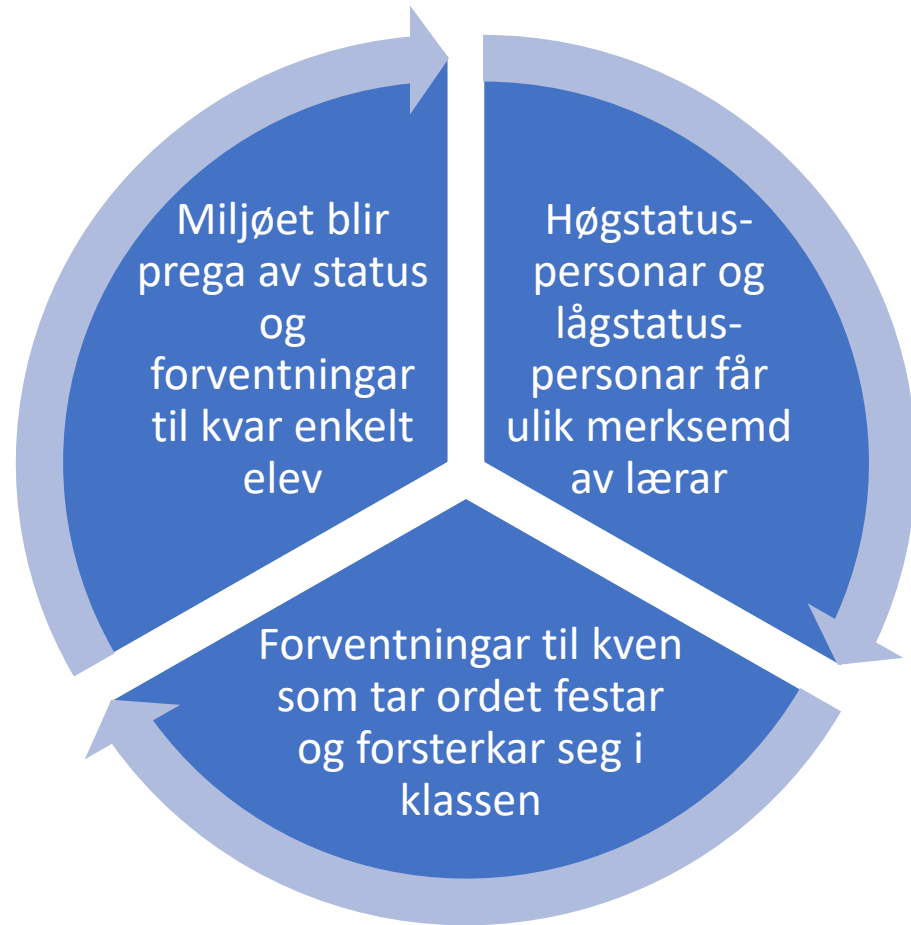 Miljøet blir
prega av status
og
forventningar
til kvar enkelt
elev
Høgstatus-
personar og
lågstatus-
personar får
ulik merksemd
av lærar
Forventningar til kven
som tar ordet festar
og forsterkar seg i
klassen